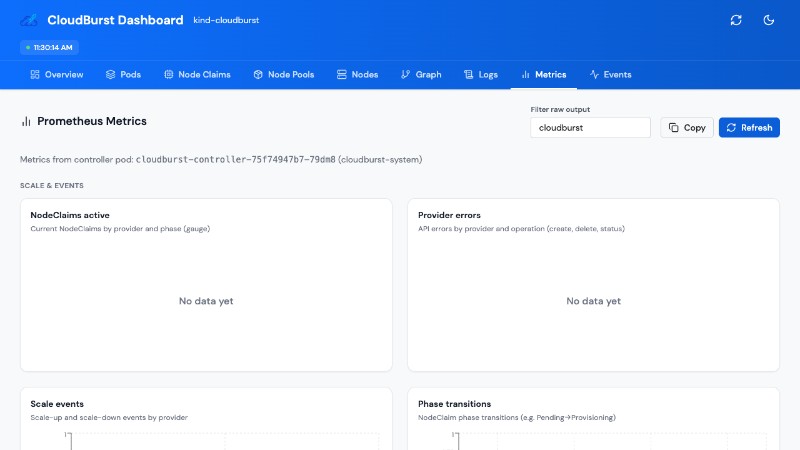 CloudBurst Dashboard kind-cloudburst
11:30:14 AM
Overview Pods Node Claims Node Pools Nodes Graph Logs Metrics Events
Prometheus Metrics
Filter raw output
cloudburst
Copy
Refresh
Metrics from controller pod: cloudburst-controller-75f74947b7-79dm8 (cloudburst-system)
SCALE & EVENTS
NodeClaims active
Current NodeClaims by provider and phase (gauge)
No data yet
Provider errors
API errors by provider and operation (create, delete, status)
No data yet
Scale events
Scale-up and scale-down events by provider
1
Phase transitions
NodeClaim phase transitions (e.g. Pending→Provisioning)
1